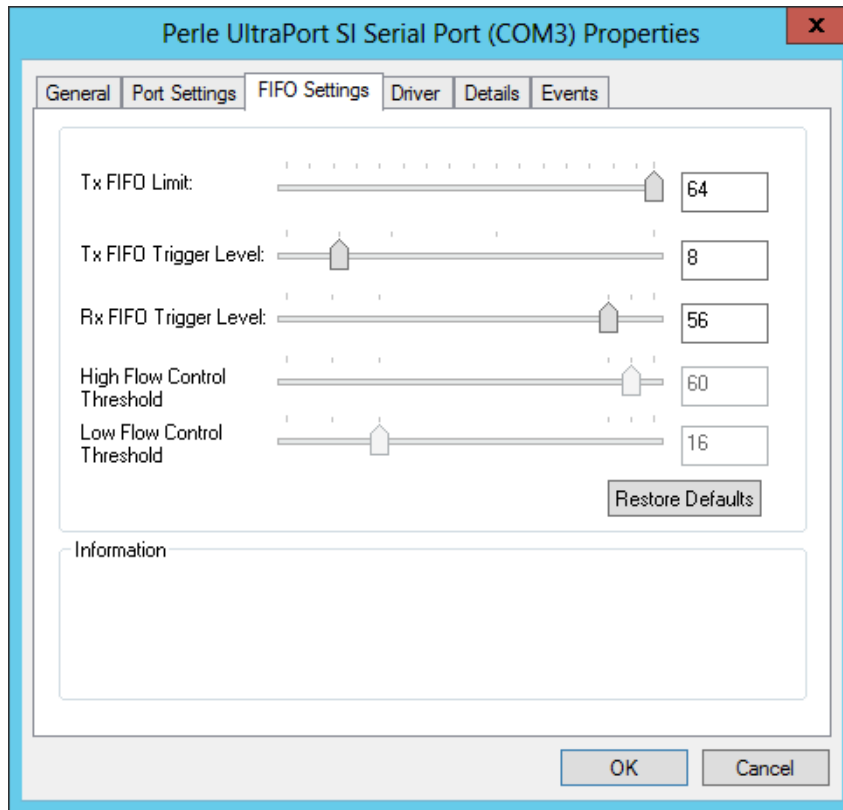 Perle UltraPort SI Serial Port (COM3) Properties
x
General Port Settings FIFO Settings Driver Details Events
Tx FIFO Limit: 64
Tx FIFO Trigger Level: 8
Rx FIFO Trigger Level: 56
High Flow Control
Threshold 60
Low Flow Control
Threshold 16
Restore Defaults
Information
OK Cancel